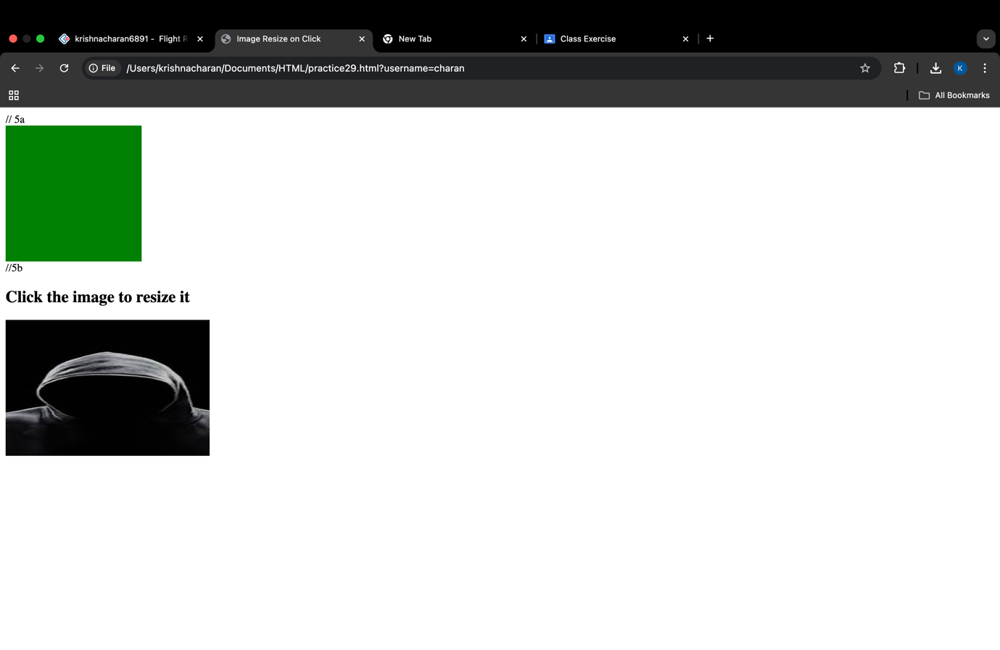 krishnacharan6891 - Flight R
Image Resize on Click
New Tab
Class Exercise
File
/Users/krishnacharan/Documents/HTML/practice29.html?username=charan
K
All Bookmarks
// 5a
//5b
Click the image to resize it